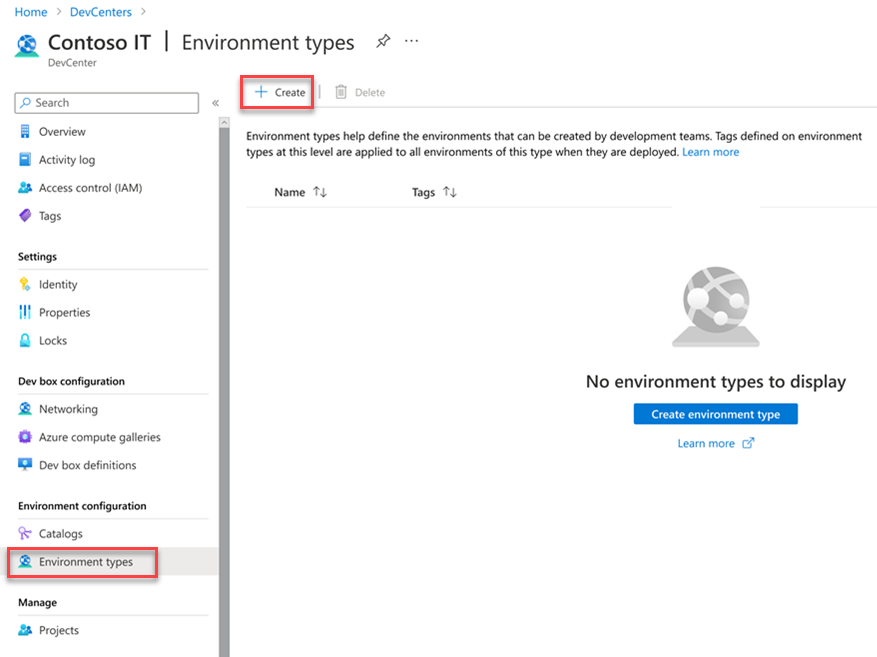 Home > DevCenters >
Contoso IT | Environment types ...
DevCenter
Search «
Overview
Activity log
Access control (IAM)
Tags
Settings
Identity
Properties
Locks
Dev box configuration
Networking
Azure compute galleries
Dev box definitions
Environment configuration
Catalogs
Environment types
Manage
Projects
+ Create | Delete
Environment types help define the environments that can be created by development teams. Tags defined on environment
types at this level are applied to all environments of this type when they are deployed. Learn more
Name ↑↓ Tags ↑↓
No environment types to display
Create environment type
Learn more